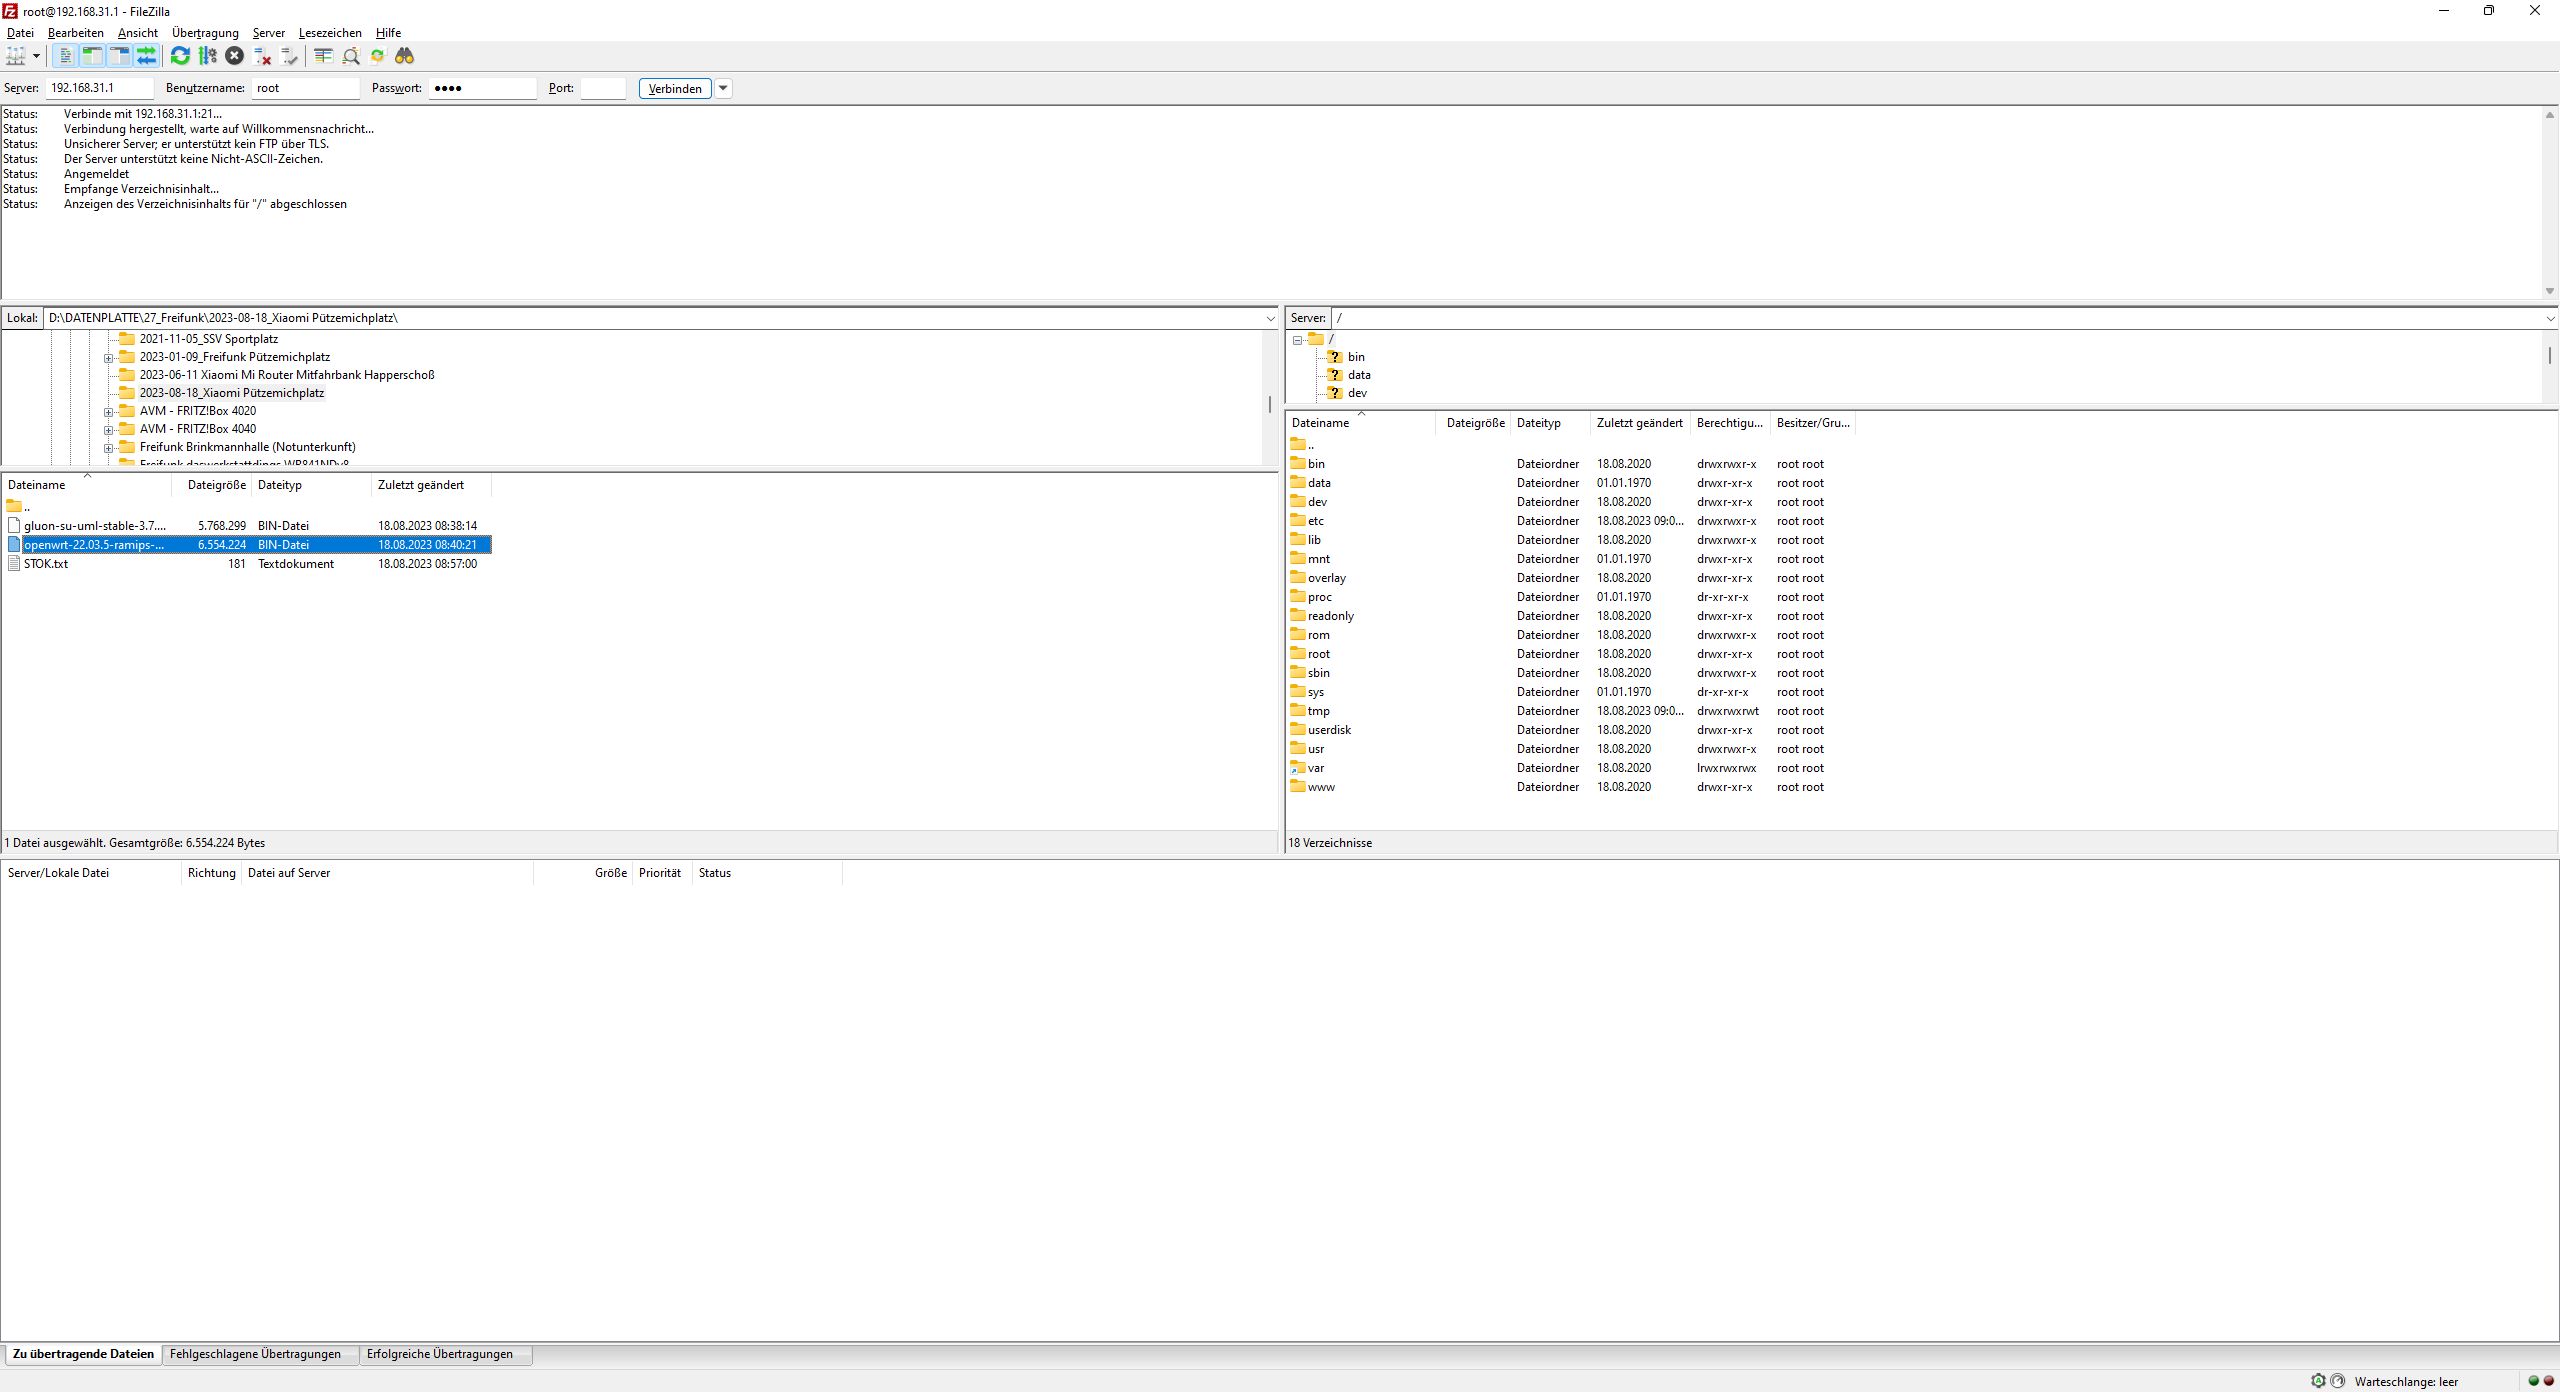 root@192.168.31.1 - FileZilla
Datei Bearbeiten Ansicht Übertragung Server Lesezeichen Hilfe
Server: 192.168.31.1 Benutzername: root Passwort: ●●●● Port: Verbinden
Status: Verbinde mit 192.168.31.1:21...
Status: Verbindung hergestellt, warte auf Willkommensnachricht...
Status: Unsicherer Server; er unterstützt kein FTP über TLS.
Status: Der Server unterstützt keine Nicht-ASCII-Zeichen.
Status: Angemeldet
Status: Empfange Verzeichnisinhalt...
Status: Anzeigen des Verzeichnisinhalts für "/" abgeschlossen
Lokal: D:\DATENPLATTE\27_Freifunk\2023-08-18_Xiaomi Pützemichplatz\
2021-11-05_SSV Sportplatz
2023-01-09_Freifunk Pützemichplatz
2023-06-11 Xiaomi Mi Router Mitfahrbank Happerschoß
2023-08-18_Xiaomi Pützemichplatz
AVM - FRITZ!Box 4020
AVM - FRITZ!Box 4040
Freifunk Brinkmannhalle (Notunterkunft)
Freifunk daswerkstattdings WR841NDv8
Dateiname Dateigröße Dateityp Zuletzt geändert
..
gluon-su-uml-stable-3.7.... 5.768.299 BIN-Datei 18.08.2023 08:38:14
openwrt-22.03.5-ramips-... 6.554.224 BIN-Datei 18.08.2023 08:40:21
STOK.txt 181 Textdokument 18.08.2023 08:57:00
1 Datei ausgewählt. Gesamtgröße: 6.554.224 Bytes
Server: /
/
? bin
? data
? dev
Dateiname Dateigröße Dateityp Zuletzt geändert Berechtigu... Besitzer/Gru...
..
bin Dateiordner 18.08.2020 drwxrwxr-x root root
data Dateiordner 01.01.1970 drwxr-xr-x root root
dev Dateiordner 18.08.2020 drwxr-xr-x root root
etc Dateiordner 18.08.2023 09:0... drwxrwxr-x root root
lib Dateiordner 18.08.2020 drwxrwxr-x root root
mnt Dateiordner 01.01.1970 drwxr-xr-x root root
overlay Dateiordner 18.08.2020 drwxr-xr-x root root
proc Dateiordner 01.01.1970 dr-xr-xr-x root root
readonly Dateiordner 18.08.2020 drwxr-xr-x root root
rom Dateiordner 18.08.2020 drwxrwxr-x root root
root Dateiordner 18.08.2020 drwxr-xr-x root root
sbin Dateiordner 18.08.2020 drwxrwxr-x root root
sys Dateiordner 01.01.1970 dr-xr-xr-x root root
tmp Dateiordner 18.08.2023 09:0... drwxrwxrwt root root
userdisk Dateiordner 18.08.2020 drwxr-xr-x root root
usr Dateiordner 18.08.2020 drwxrwxr-x root root
var Dateiordner 18.08.2020 lrwxrwxrwx root root
www Dateiordner 18.08.2020 drwxr-xr-x root root
18 Verzeichnisse
Server/Lokale Datei Richtung Datei auf Server Größe Priorität Status
Zu übertragende Dateien Fehlgeschlagene Übertragungen Erfolgreiche Übertragungen
Warteschlange: leer